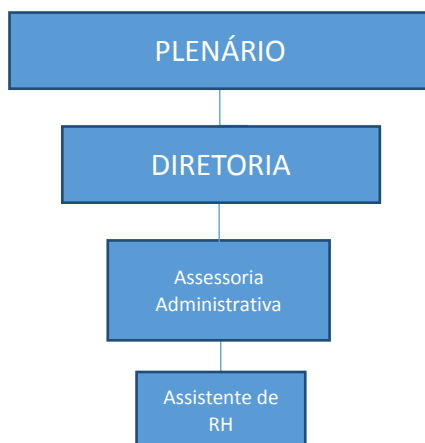 PLENÁRIO
DIRETORIA
Assessoria
Administrativa
Assistente de
RH